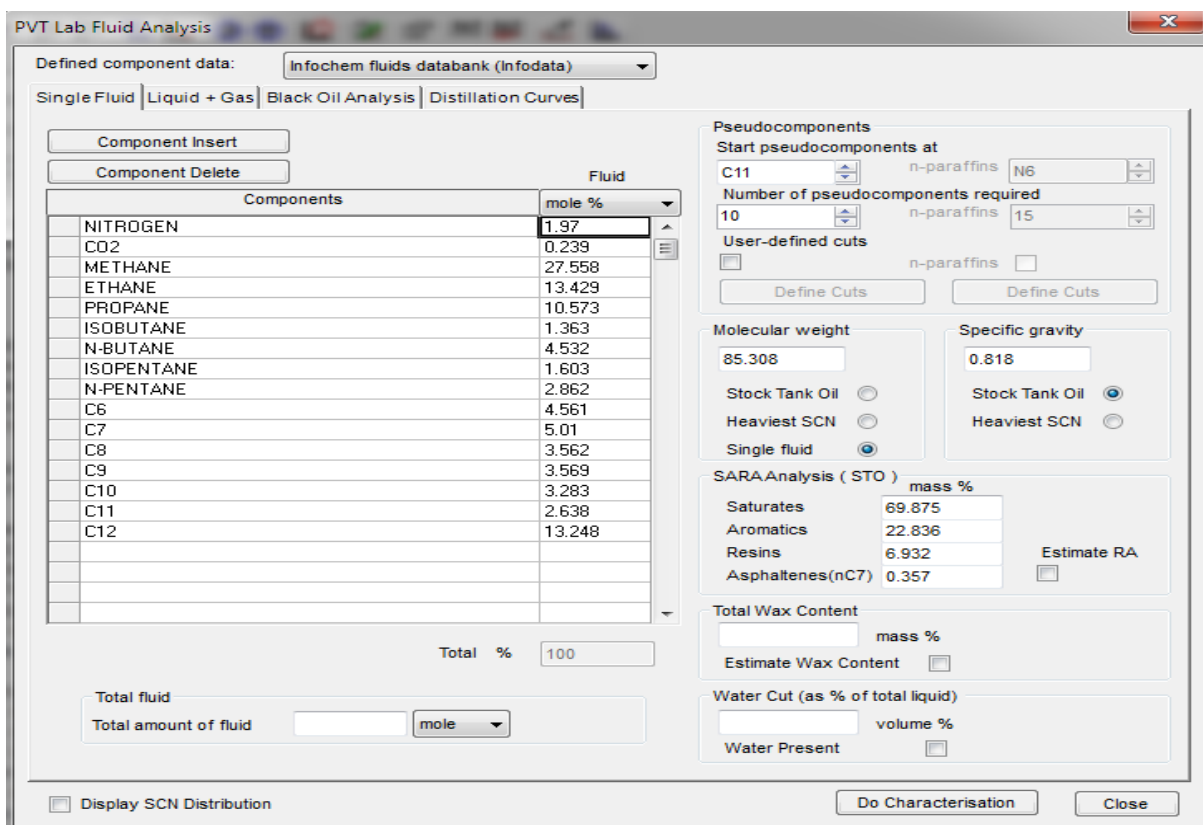 PVT Lab Fluid Analysis
Defined component data: Infochem fluids databank (Infodata)
Single Fluid Liquid + Gas Black Oil Analysis Distillation Curves
Component Insert
Component Delete
Fluid
Components mole %
NITROGEN 1.97
CO2 0.239
METHANE 27.558
ETHANE 13.429
PROPANE 10.573
ISOBUTANE 1.363
N-BUTANE 4.532
ISOPENTANE 1.603
N-PENTANE 2.862
C6 4.561
C7 5.01
C8 3.562
C9 3.569
C10 3.283
C11 2.638
C12 13.248
Total % 100
Total fluid
Total amount of fluid mole
Pseudocomponents
Start pseudocomponents at
C11 n-paraffins N6
Number of pseudocomponents required
10 n-paraffins 15
User-defined cuts
n-paraffins
Define Cuts Define Cuts
Molecular weight
85.308
Stock Tank Oil
Heaviest SCN
Single fluid
Specific gravity
0.818
Stock Tank Oil
Heaviest SCN
SARA Analysis ( STO )
mass %
Saturates 69.875
Aromatics 22.836
Resins 6.932 Estimate RA
Asphaltenes(nC7) 0.357
Total Wax Content
mass %
Estimate Wax Content
Water Cut (as % of total liquid)
volume %
Water Present
Display SCN Distribution
Do Characterisation Close